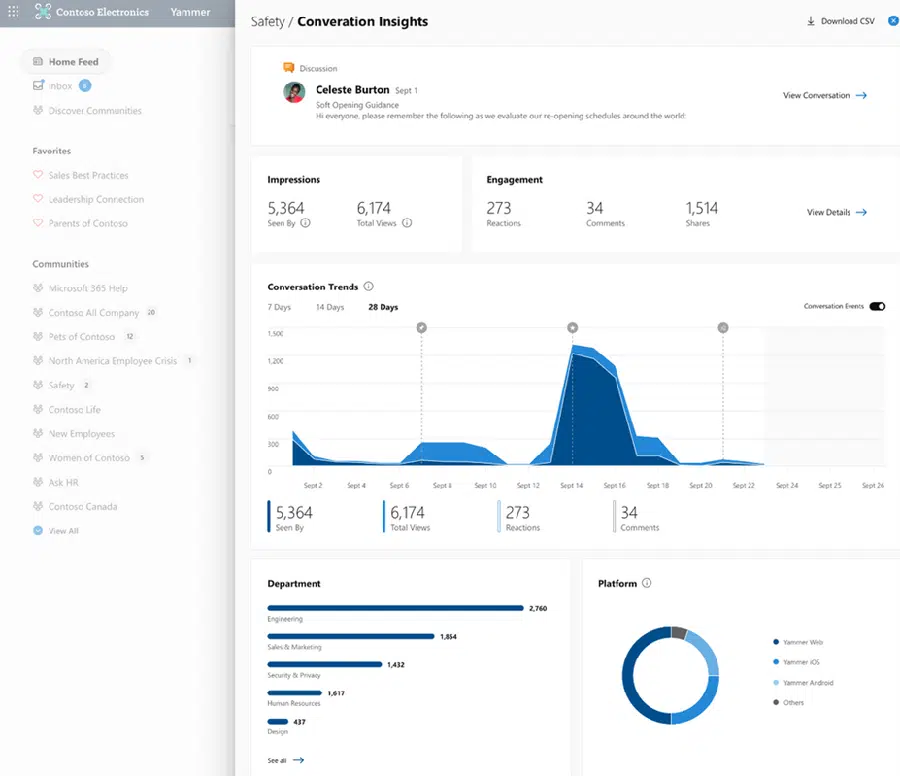 Contoso Electronics Yammer
Safety / Converation Insights
Download CSV
Home Feed
Inbox 6
Discover Communities
Favorites
Sales Best Practices
Leadership Connection
Parents of Contoso
Communities
Microsoft 365 Help
Contoso All Company 20
Pets of Contoso 12
North America Employee Crisis 1
Safety 2
Contoso Life
New Employees
Women of Contoso 5
Ask HR
Contoso Canada
View All
Discussion
Celeste Burton Sept 1
Soft Opening Guidance
Hi everyone, please remember the following as we evaluate our re-opening schedules around the world:
View Conversation
Impressions
5,364
Seen By
6,174
Total Views
Engagement
273
Reactions
34
Comments
1,514
Shares
View Details
Conversation Trends
7 Days 14 Days 28 Days
Conversation Events
1,500
1,200
900
600
300
0
Sept 2 Sept 4 Sept 6 Sept 8 Sept 10 Sept 12 Sept 14 Sept 16 Sept 18 Sept 20 Sept 22 Sept 24 Sept 25 Sept 26
5,364
Seen By
6,174
Total Views
273
Reactions
34
Comments
Department
2,760
Engineering
1,854
Sales & Marketing
1,432
Security & Privacy
1,017
Human Resources
437
Design
See all
Platform
Yammer Web
Yammer iOS
Yammer Android
Others